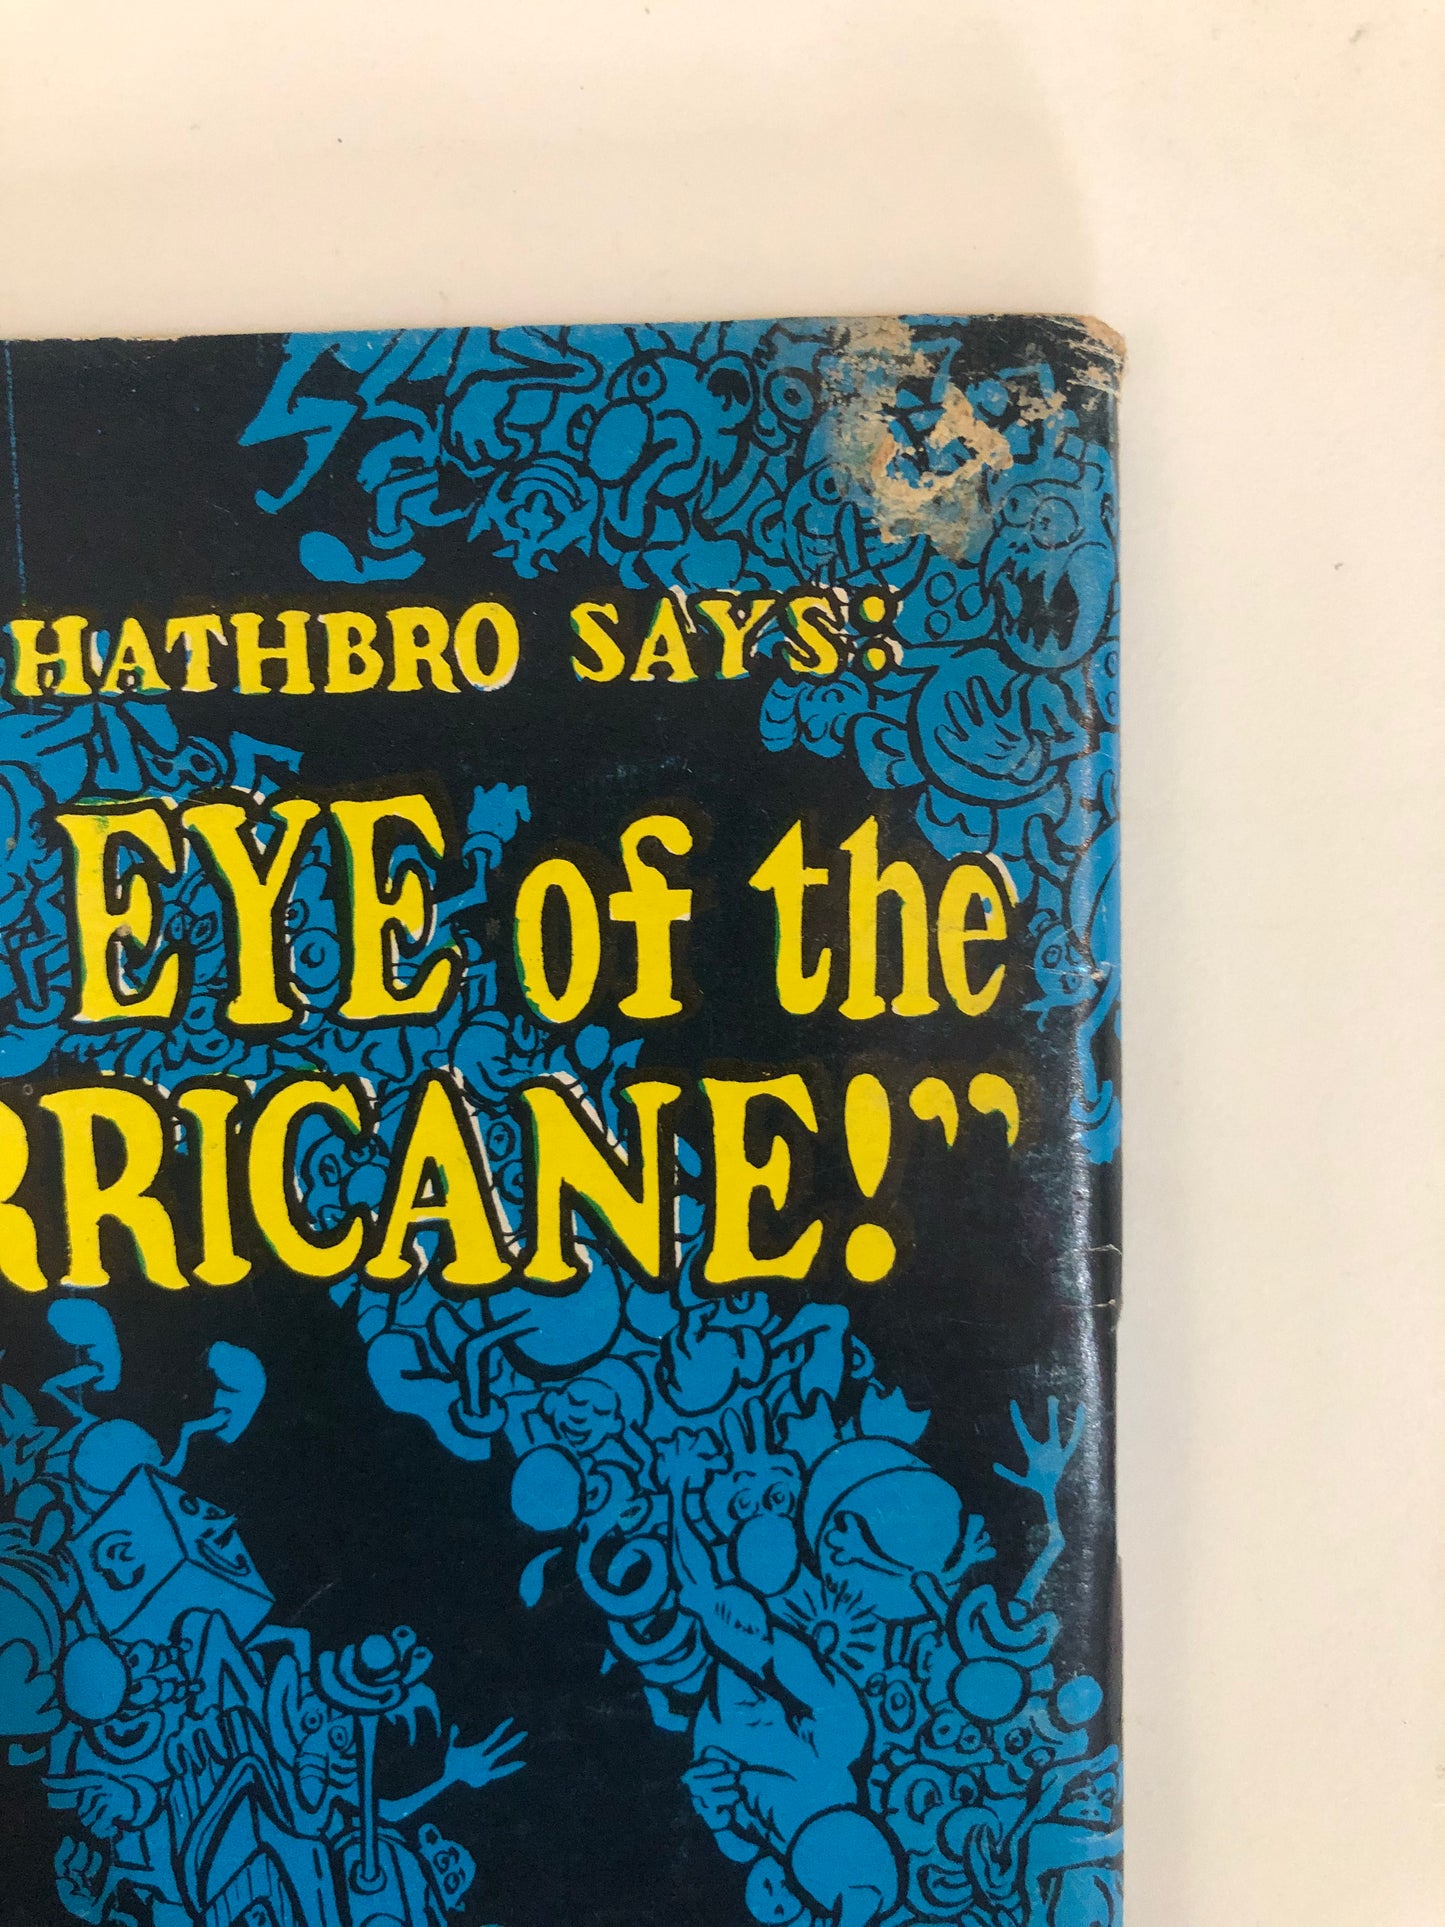 HATHBRO SAYS:
EYE of the
RRICANE!”